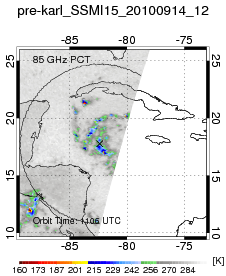 pre-karl_SSMI15_20100914_12
-85 -80 -75
85 GHz PCT
25 25
20 20
15 15
10 10
Orbit Time: 1106 UTC
-85 -80 -75
[K]
160 173 187 201 215 229 242 256 270 284